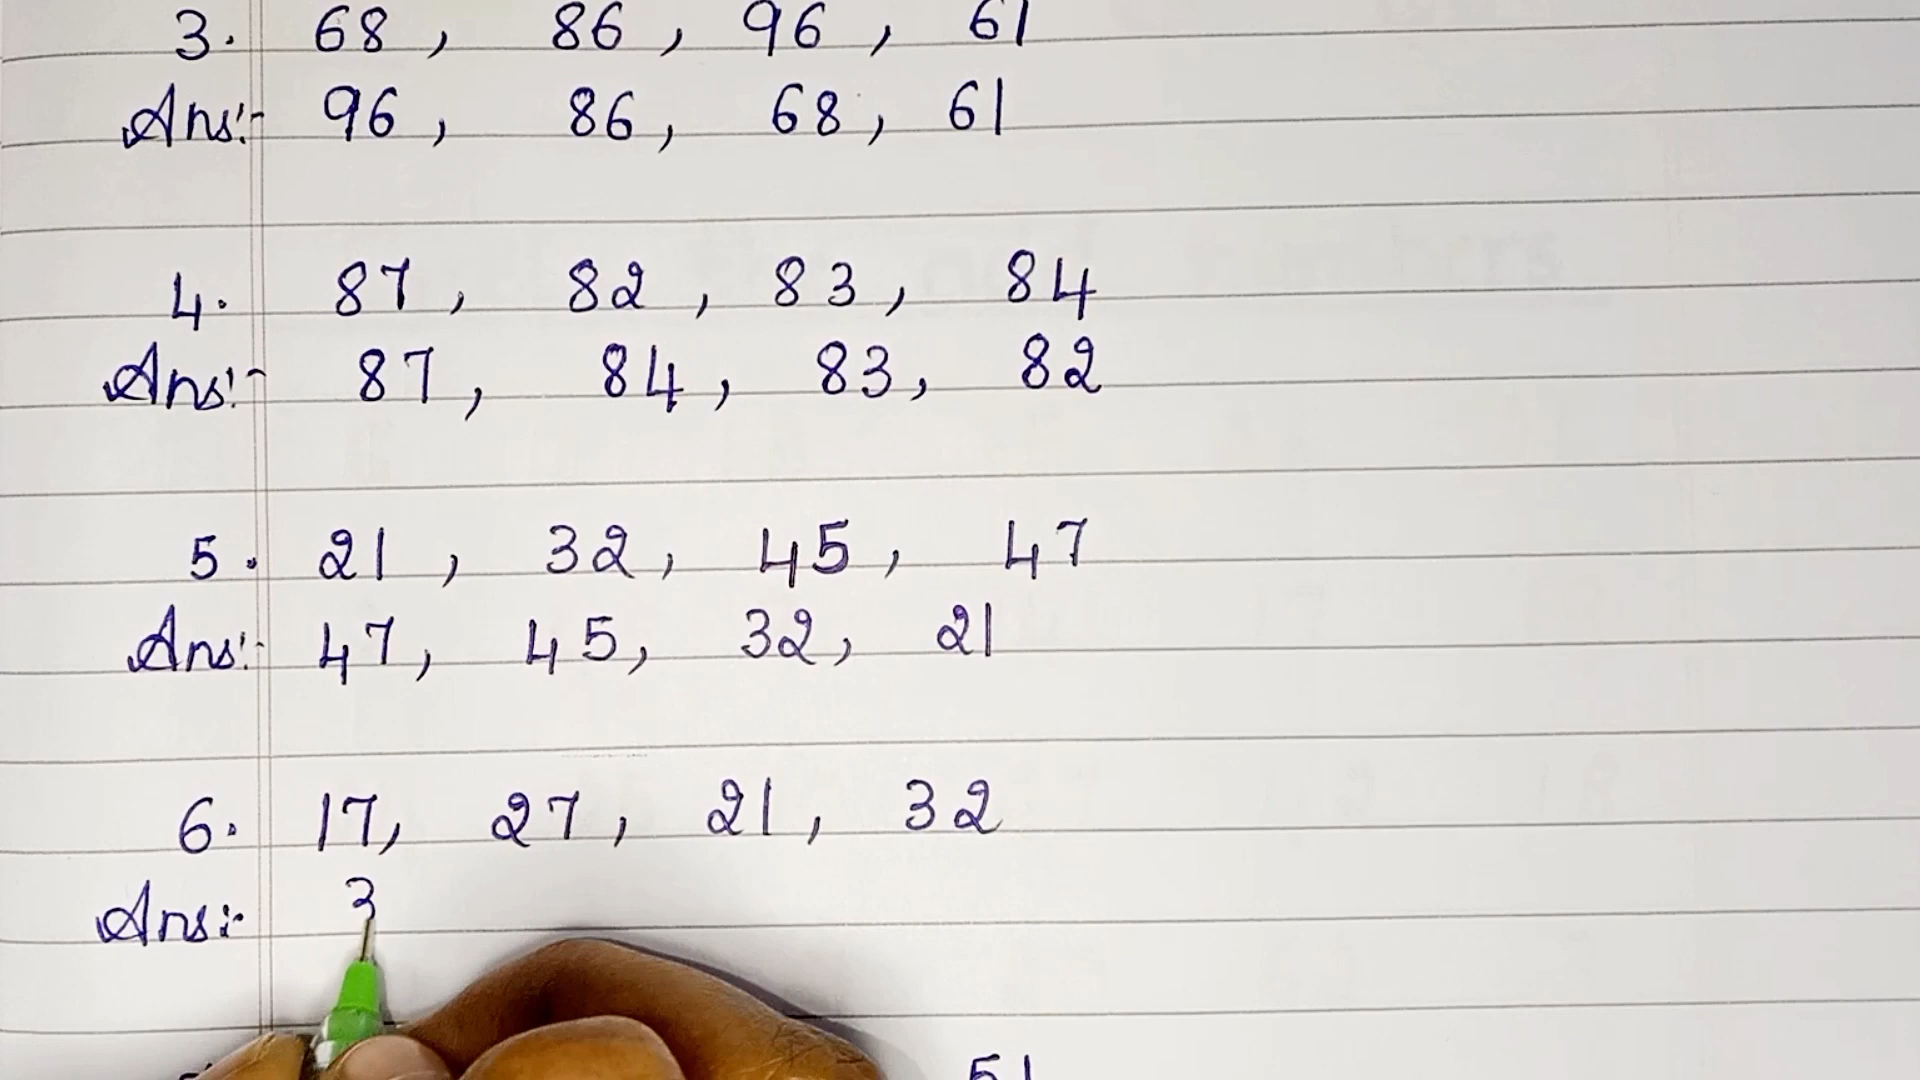 3. 68, 86, 96, 61
Ans:- 96, 86, 68, 61
4. 87, 82, 83, 84
Ans:- 87, 84, 83, 82
5. 21, 32, 45, 47
Ans:- 47, 45, 32, 21
6. 17, 27, 21, 32
Ans:- 3
51